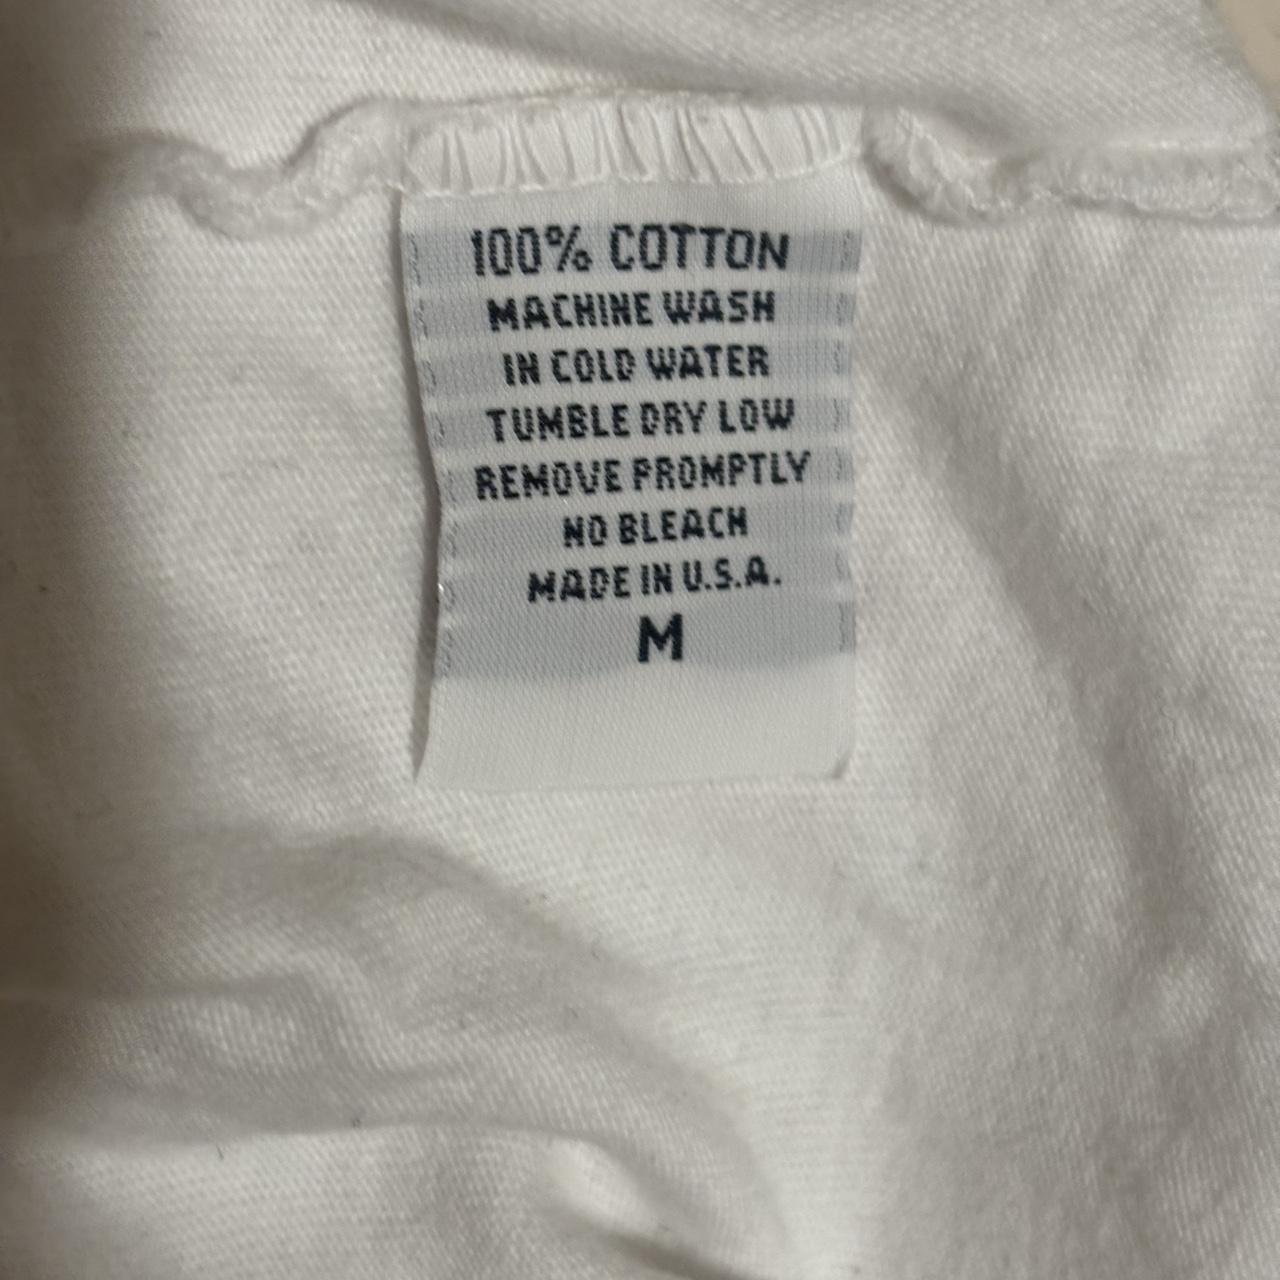 100% COTTON
MACHINE WASH
IN COLD WATER
TUMBLE DRY LOW
REMOVE PROMPTLY
NO BLEACH
MADE IN U.S.A.
M